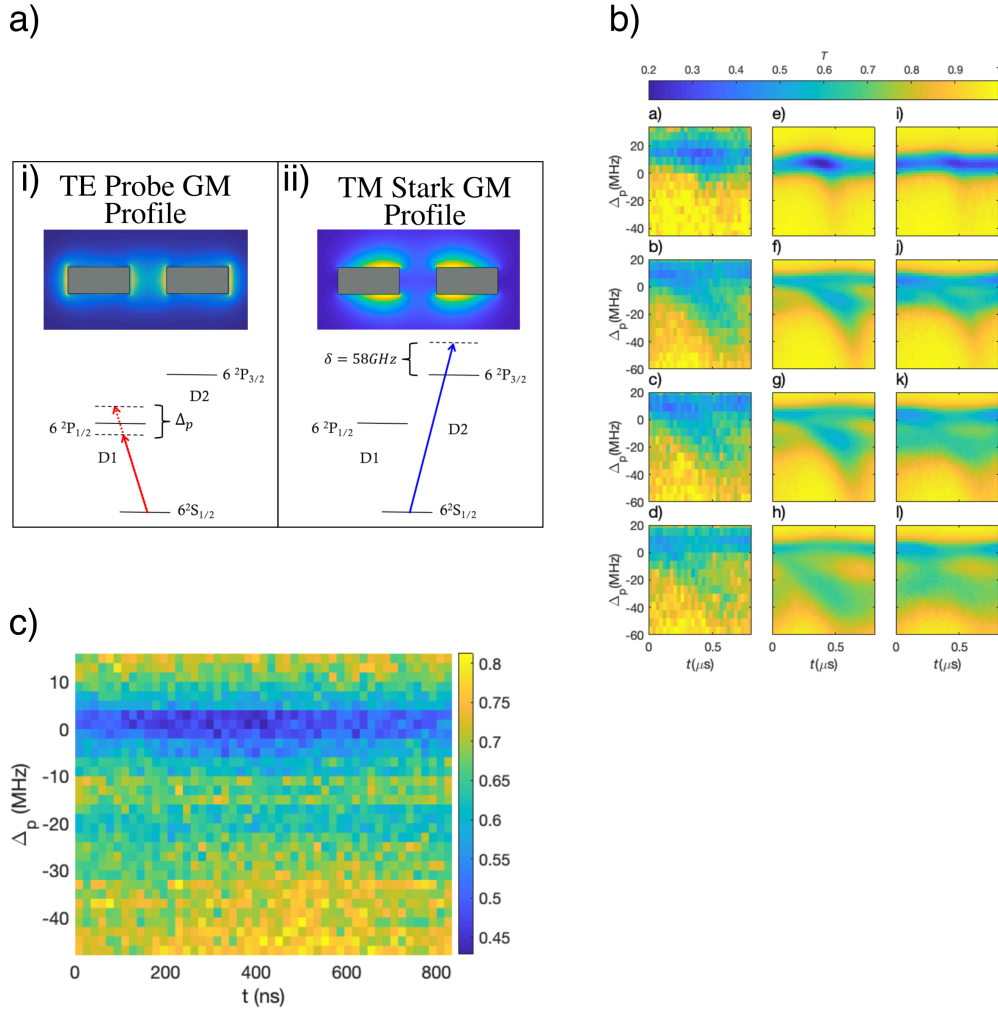 a)
i)
TE Probe GM
Profile
6 ²P₃/₂
D2
6 ²P₁/₂
Δp
D1
6²S₁/₂
ii)
TM Stark GM
Profile
δ = 58GHz
6 ²P₃/₂
6 ²P₁/₂
D2
D1
6²S₁/₂
b)
T
0.2 0.3 0.4 0.5 0.6 0.7 0.8 0.9 1
a) e) i)
Δp(MHz)
20
0
-20
-40
b) f) j)
Δp(MHz)
20
0
-20
-40
-60
c) g) k)
Δp(MHz)
20
0
-20
-40
-60
d) h) l)
Δp(MHz)
20
0
-20
-40
-60
0 0.5 0 0.5 0 0.5
t(μs) t(μs) t(μs)
c)
Δp (MHz)
10
0
-10
-20
-30
-40
0 200 400 600 800
t (ns)
0.8
0.75
0.7
0.65
0.6
0.55
0.5
0.45